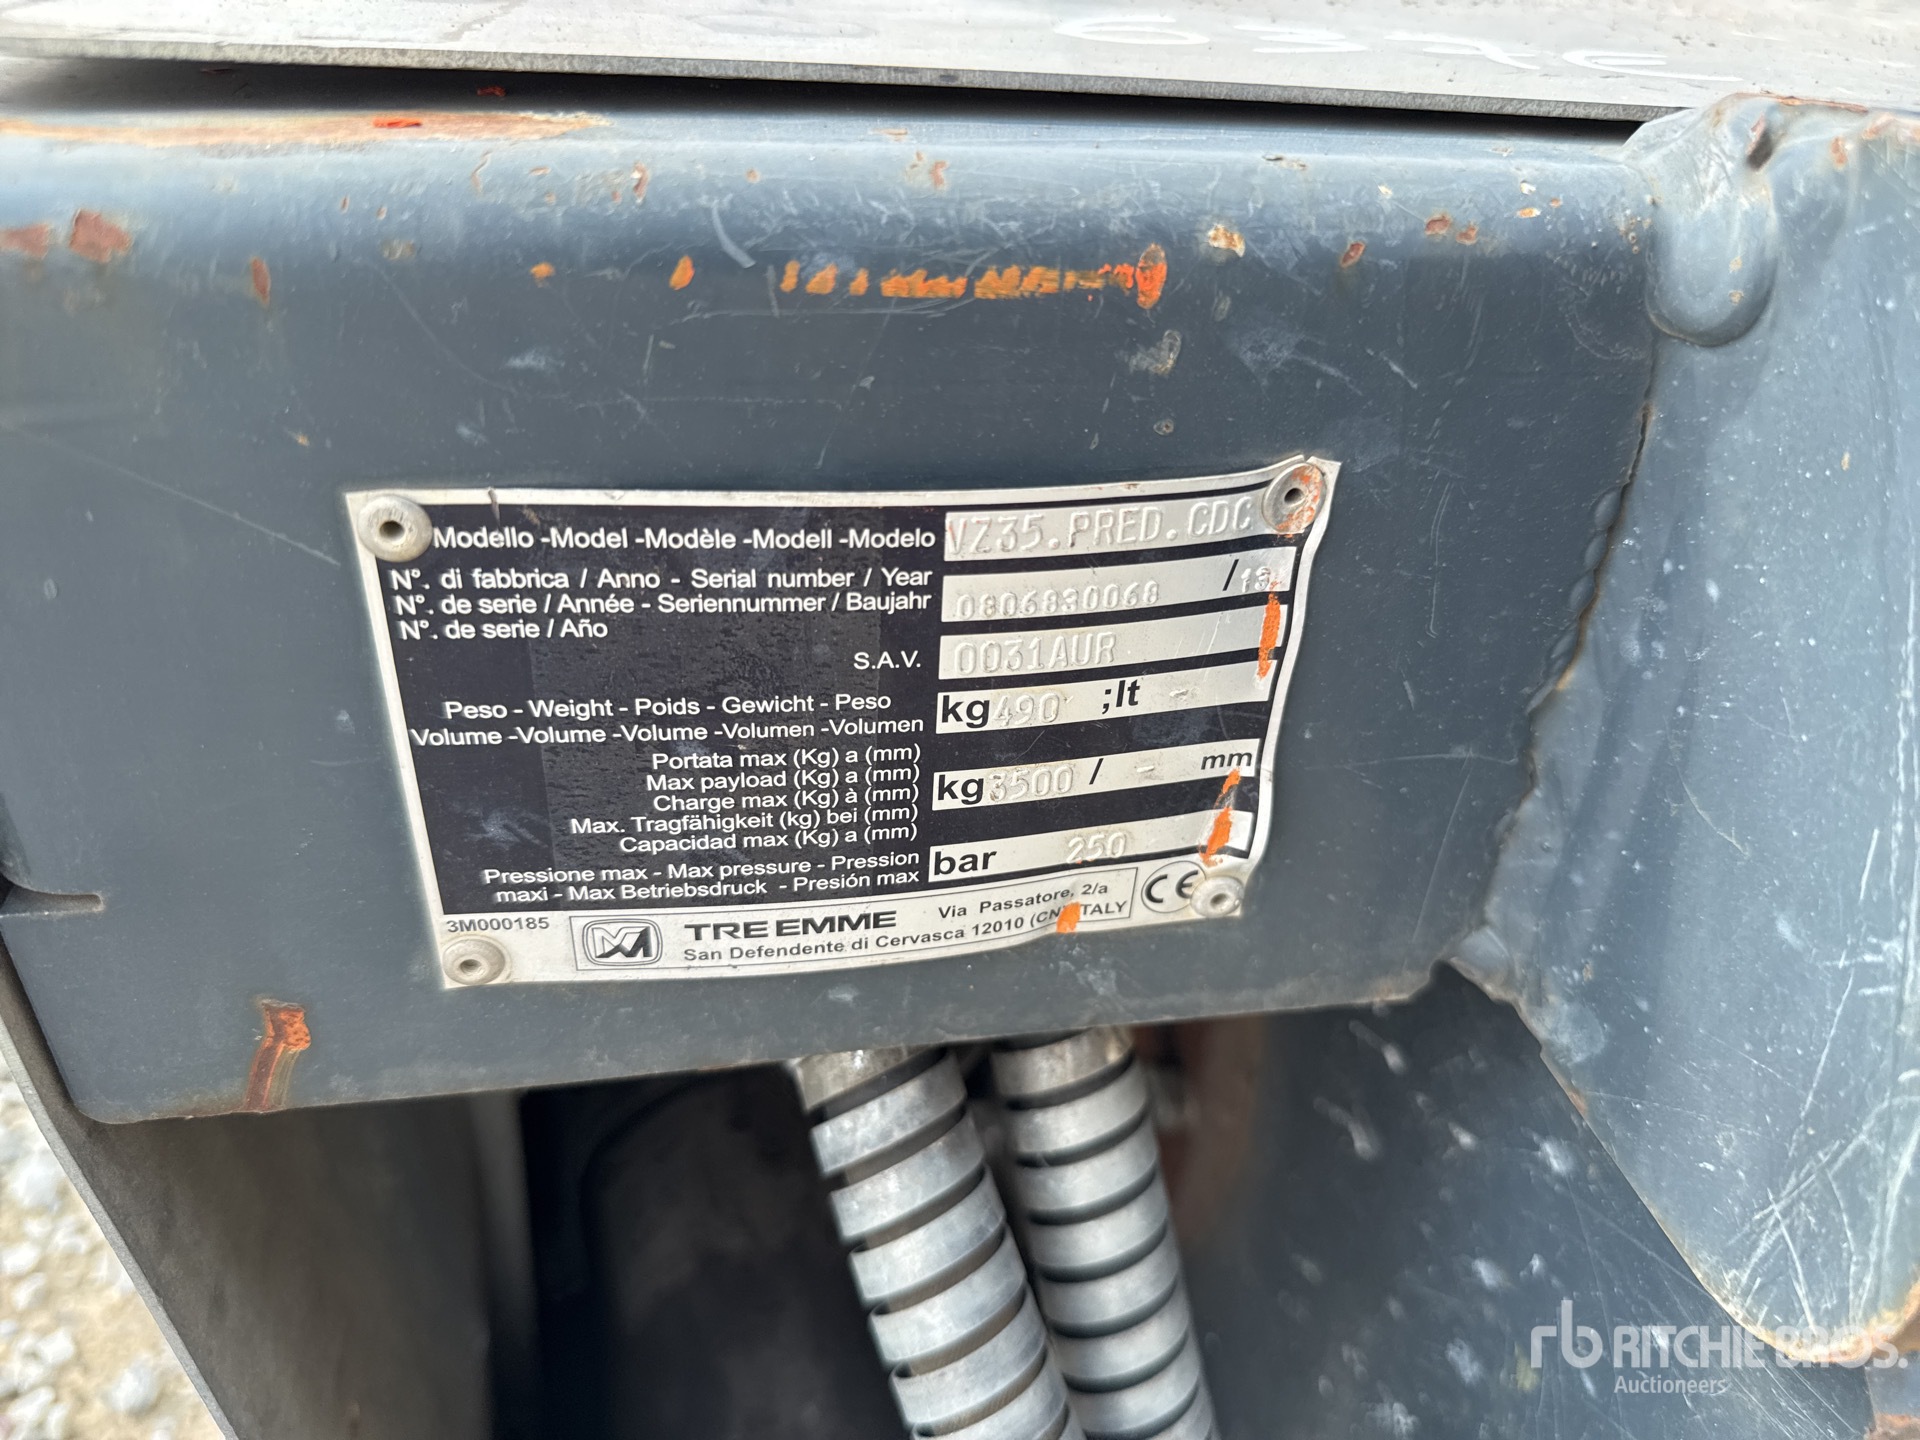 Modello -Model -Modèle -Modell -Modelo VZ35.PRED.CDC
N°. di fabbrica / Anno - Serial number / Year
N°. de serie / Année - Seriennummer / Baujahr 0806830068 /13
N°. de serie / Año
S.A.V. 0031AUR
Peso - Weight - Poids - Gewicht - Peso kg 490 ;lt -
Volume -Volume -Volume -Volumen -Volumen
Portata max (Kg) a (mm)
Max payload (Kg) a (mm)
Charge max (Kg) à (mm) kg 3500 / - mm
Max. Tragfähigkeit (kg) bei (mm)
Capacidad max (Kg) a (mm)
Pressione max - Max pressure - Pression bar 250
maxi - Max Betriebsdruck - Presión max
3M000185 TRE EMME Via Passatore, 2/a CE
San Defendente di Cervasca 12010 (CN) ITALY
rb RITCHIE BROS.
Auctioneers